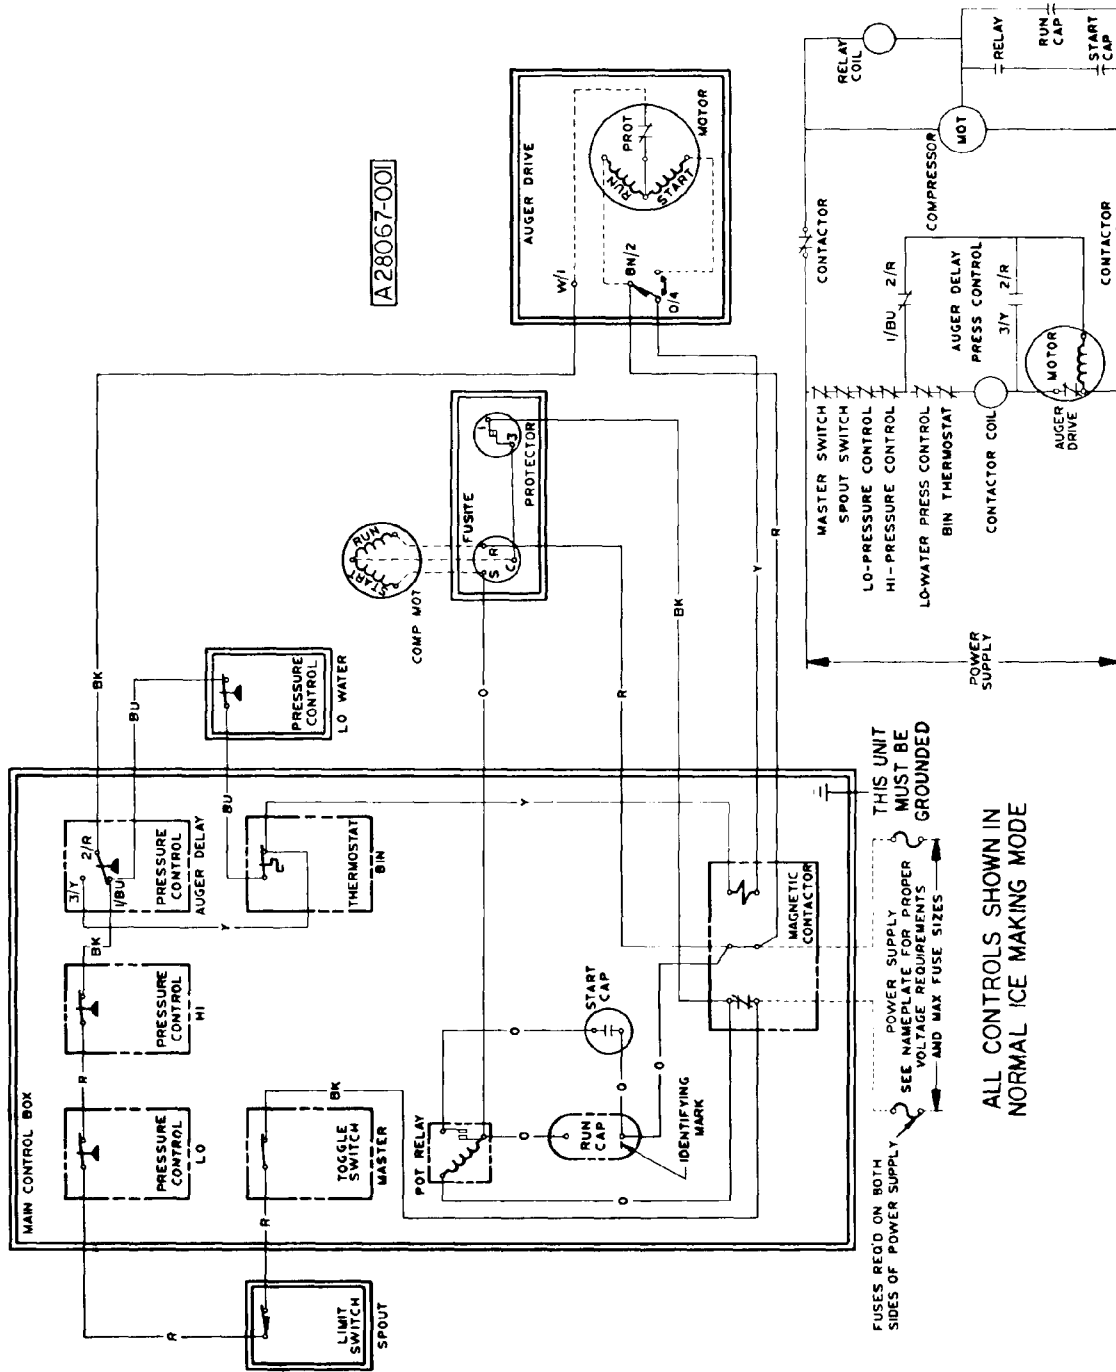 A28067-001
MAIN CONTROL BOX
PRESSURE
CONTROL
LO
PRESSURE
CONTROL
HI
PRESSURE
CONTROL
AUGER DELAY
3/Y
2/R
1/BU
BK
R
R
BK
BU
BU
Y
PRESSURE
CONTROL
LO WATER
LIMIT
SWITCH
SPOUT
R
TOGGLE
SWITCH
MASTER
BK
THERMOSTAT
BIN
Y
POT RELAY
O
O
RUN
CAP
START
CAP
O
O
O
O
IDENTIFYING
MARK
MAGNETIC
CONTACTOR
COMP MOT
START
RUN
FUSITE
S
R
C
1
3
PROTECTOR
R
BK
Y
R
AUGER DRIVE
W/1
BN/2
O/4
PROT
RUN
START
MOTOR
FUSES REQ'D ON BOTH
SIDES OF POWER SUPPLY
POWER SUPPLY
SEE NAMEPLATE FOR PROPER
VOLTAGE REQUIREMENTS
AND MAX FUSE SIZES
THIS UNIT
MUST BE
GROUNDED
ALL CONTROLS SHOWN IN
NORMAL ICE MAKING MODE
POWER
SUPPLY
MASTER SWITCH
SPOUT SWITCH
LO-PRESSURE CONTROL
HI-PRESSURE CONTROL
LO-WATER PRESS CONTROL
BIN THERMOSTAT
CONTACTOR COIL
AUGER
DRIVE
MOTOR
1/BU
2/R
AUGER DELAY
PRESS CONTROL
3/Y
2/R
CONTACTOR
CONTACTOR
COMPRESSOR
MOT
RELAY
COIL
RELAY
RUN
CAP
START
CAP